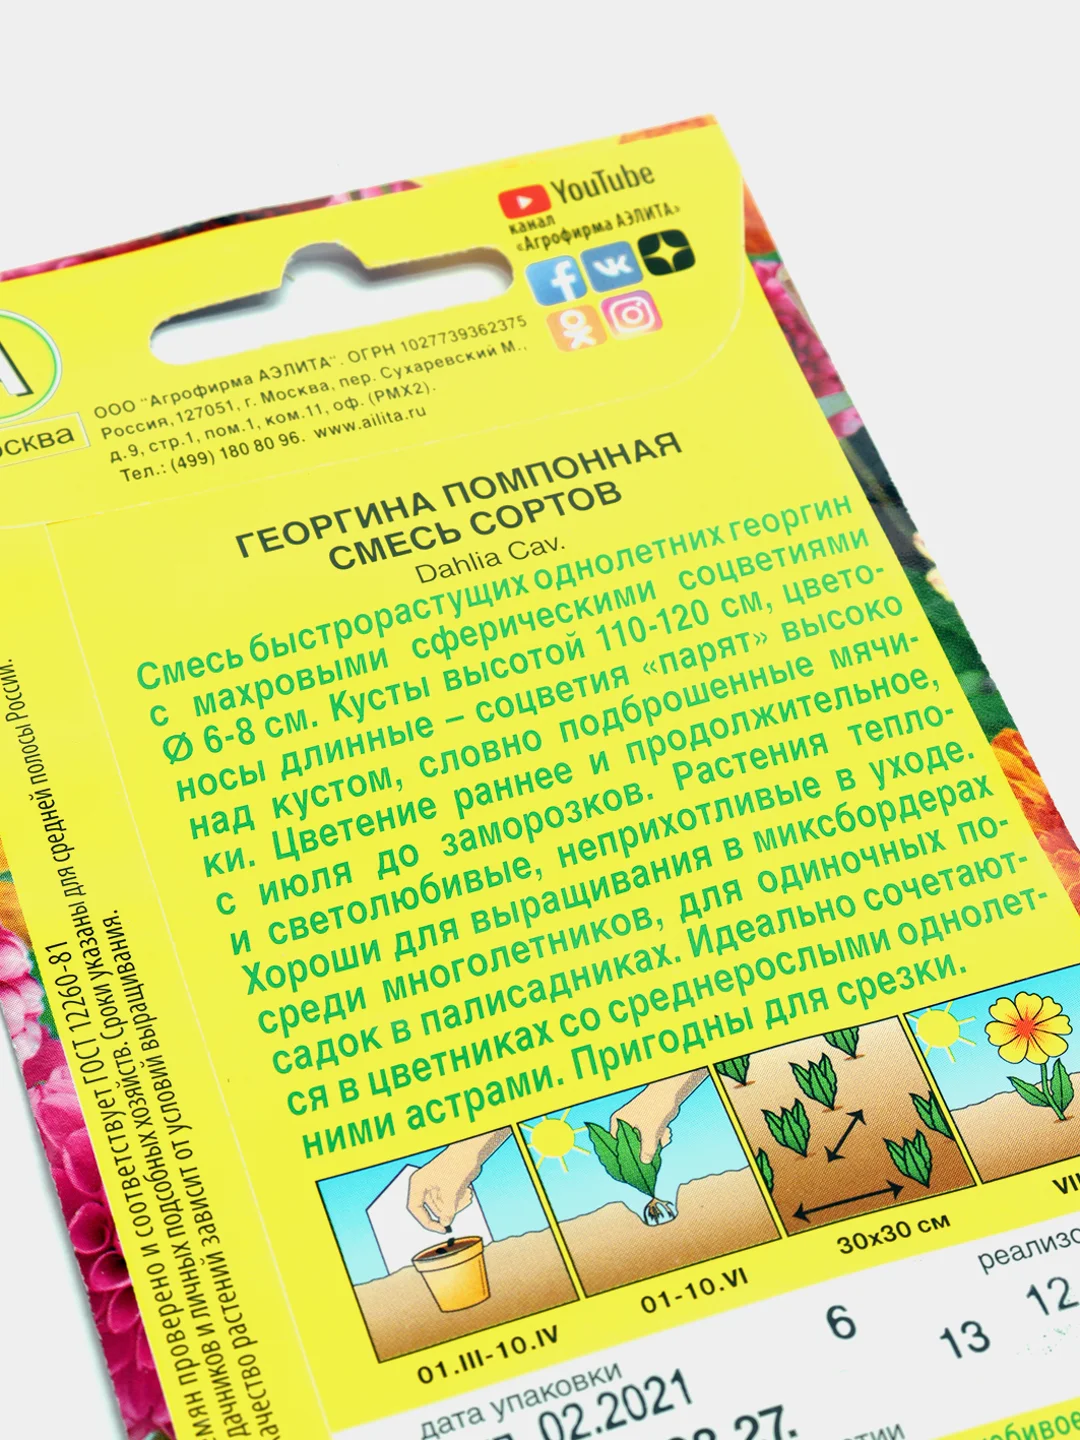 YouTube
канал
«Агрофирма АЭЛИТА»
ООО "Агрофирма АЭЛИТА". ОГРН 1027739362375
Россия,127051, г. Москва, пер. Сухаревский М.,
д.9, стр.1, пом.1, ком.11, оф. (РМХ2).
Тел.: (499) 180 80 96. www.ailita.ru
ГЕОРГИНА ПОМПОННАЯ
СМЕСЬ СОРТОВ
Dahlia Cav.
Смесь быстрорастущих однолетних георгин
с махровыми сферическими соцветиями
Ø 6-8 см. Кусты высотой 110-120 см, цвето-
носы длинные – соцветия «парят» высоко
над кустом, словно подброшенные мячи-
ки. Цветение раннее и продолжительное,
с июля до заморозков. Растения тепло-
и светолюбивые, неприхотливые в уходе.
Хороши для выращивания в миксбордерах
среди многолетников, для одиночных по-
садок в палисадниках. Идеально сочетают-
ся в цветниках со среднерослыми однолет-
ними астрами. Пригодны для срезки.
01.III-10.IV
01-10.VI
30х30 см
VII
дата упаковки
02.2021
6
13
12.
реализо
27.
ГОСТ 12260-81
проверено и соответствует
дачников и личных подобных хозяйств. Сроки указаны для средней полосы России.
качество растений зависит от условий выращивания.